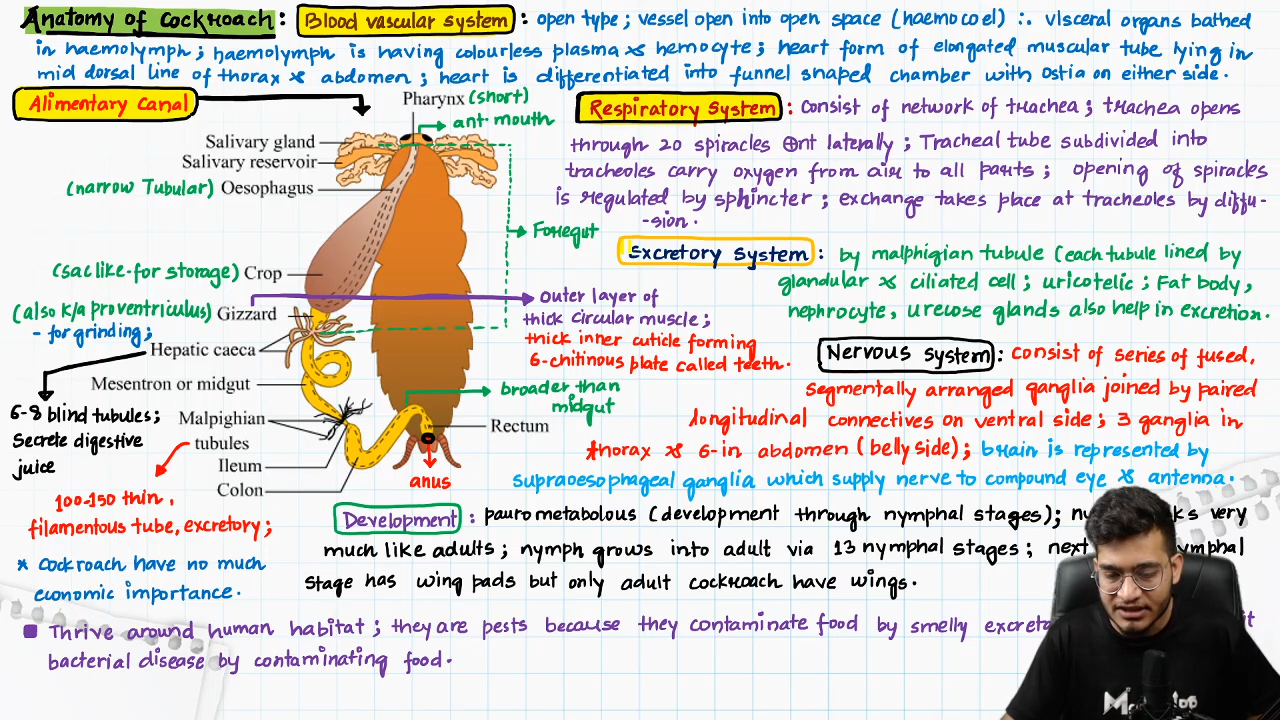 Anatomy of Cockroach : Blood vascular system : open type ; vessel open into open space (haemocoel) ∴ visceral organs bathed
in haemolymph ; haemolymph is having colourless plasma & hemocyte ; heart form of elongated muscular tube lying in
mid dorsal line of thorax & abdomen ; heart is differentiated into funnel shaped chamber with ostia on either side.
Alimentary Canal
Pharynx (short)
ant. mouth
Salivary gland
Salivary reservoir
(narrow Tubular) Oesophagus
Foregut
(sac like-for storage) Crop
(also k/a proventriculus) Gizzard
- for grinding;
outer layer of
thick circular muscle;
thick inner cuticle forming
6-chitinous plate called teeth.
Hepatic caeca
6-8 blind tubules;
Secrete digestive
juice
Mesentron or midgut
broader than
midgut
Malpighian
tubules
Rectum
Ileum
Colon
anus
100-150 thin,
filamentous tube, excretory;
* Cockroach have no much
economic importance.
Respiratory System : Consist of network of trachea ; trachea opens
through 20 spiracles laterally ; Tracheal tube subdivided into
tracheoles carry oxygen from air to all parts ; opening of spiracles
is regulated by sphincter ; exchange takes place at tracheoles by diffu-
-sion.
Excretory System : by malphigian tubule (each tubule lined by
glandular & ciliated cell ; uricotelic ; Fat body,
nephrocyte, urecose glands also help in excretion.
Nervous System : Consist of series of fused,
segmentally arranged ganglia joined by paired
longitudinal connectives on ventral side ; 3 ganglia in
thorax & 6-in abdomen (belly side) ; brain is represented by
supraoesophageal ganglia which supply nerve to compound eye & antenna.
Development : paurometabolous (development through nymphal stages) ; very
much like adults ; nymph grows into adult via 13 nymphal stages ; next
stage has wing pads but only adult cockroach have wings.
■ Thrive around human habitat ; they are pests because they contaminate food by smelly
bacterial disease by contaminating food.